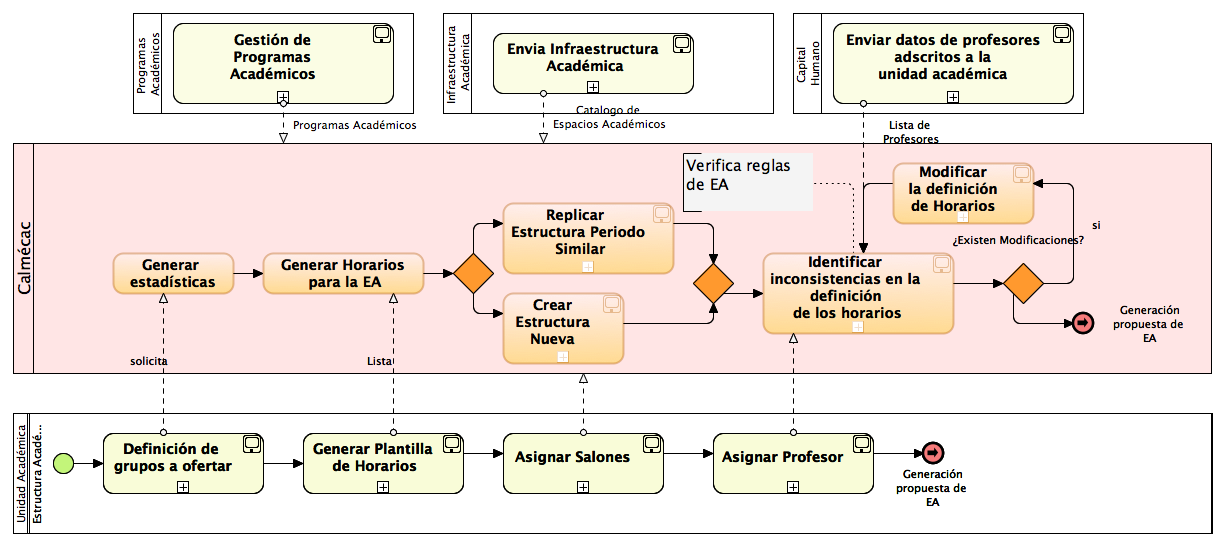 Programas
Académicos
Gestión de
Programas
Académicos
Infraestructura
Académica
Envia Infraestructura
Académica
Capital
Humano
Enviar datos de profesores
adscritos a la
unidad académica
Programas Académicos
Catalogo de
Espacios Académicos
Lista de
Profesores
Calmécac
Verifica reglas
de EA
Modificar
la definición
de Horarios
si
¿Existen Modificaciones?
Replicar
Estructura Periodo
Similar
Generar
estadísticas
Generar Horarios
para la EA
Crear
Estructura
Nueva
Identificar
inconsistencias en la
definición
de los horarios
Generación
propuesta de
EA
solicita
Lista
Unidad Académica
Estructura Acadé...
Definición de
grupos a ofertar
Generar Plantilla
de Horarios
Asignar Salones
Asignar Profesor
Generación
propuesta de
EA